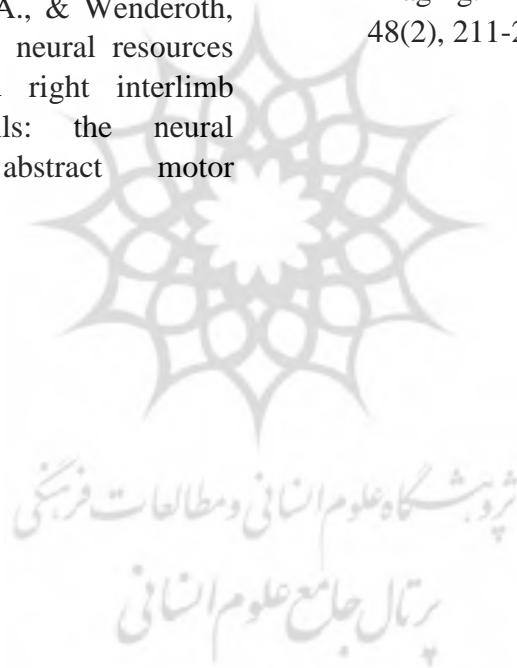 A., & Wenderoth,
neural resources
right interlimb
the neural
abstract motor
48(2), 211-2
پژوهشگاه علوم انسانی و مطالعات فرهنگی
پرتال جامع علوم انسانی